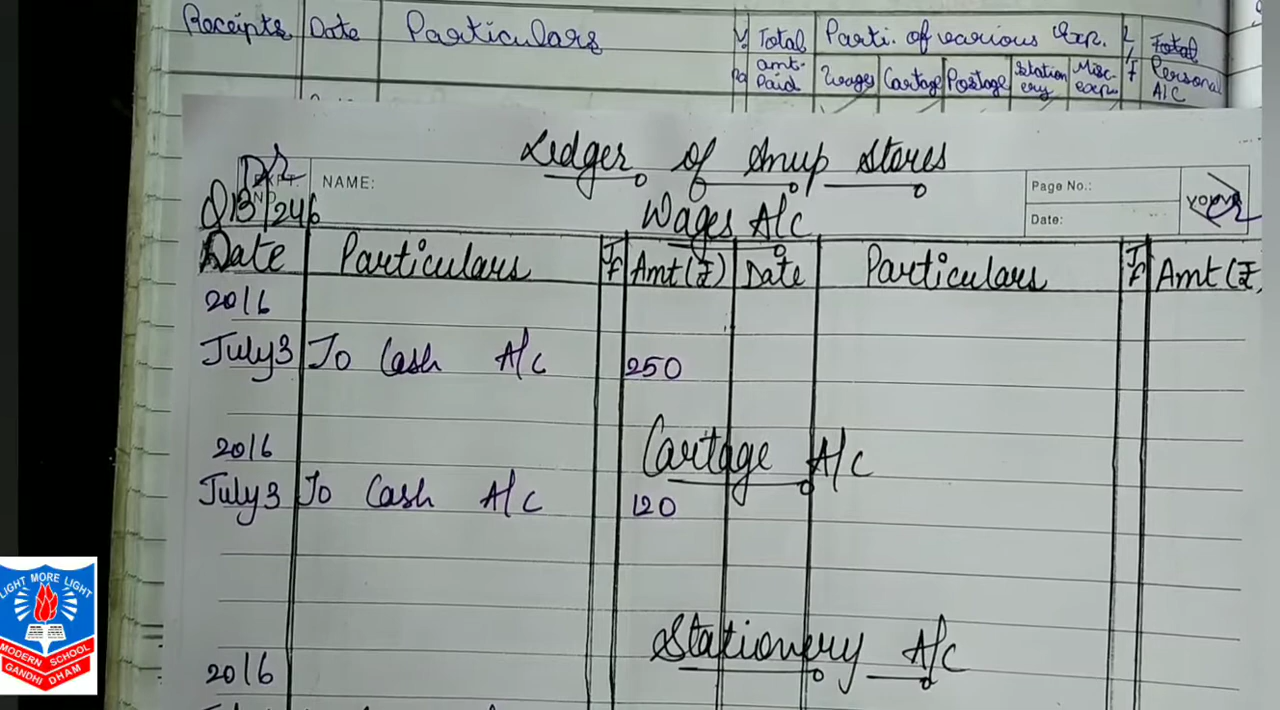 Receipts Date Particulars V. Total Parti. of various Exp. L. Total
No amt. Paid Wages Cartage Postage Stationery Misc. exp. F Personal A/C
Ledger of Anup Stores
Dr NAME: Page No.:
Q13/246 Wages A/c Date:
Date Particulars J.F Amt (₹) Date Particulars J.F Amt (₹)
2016
July 3 To Cash A/c 250
2016 Cartage A/c
July 3 To Cash A/c 120
Stationery A/c
2016
LIGHT MORE LIGHT
MODERN SCHOOL
GANDHI DHAM